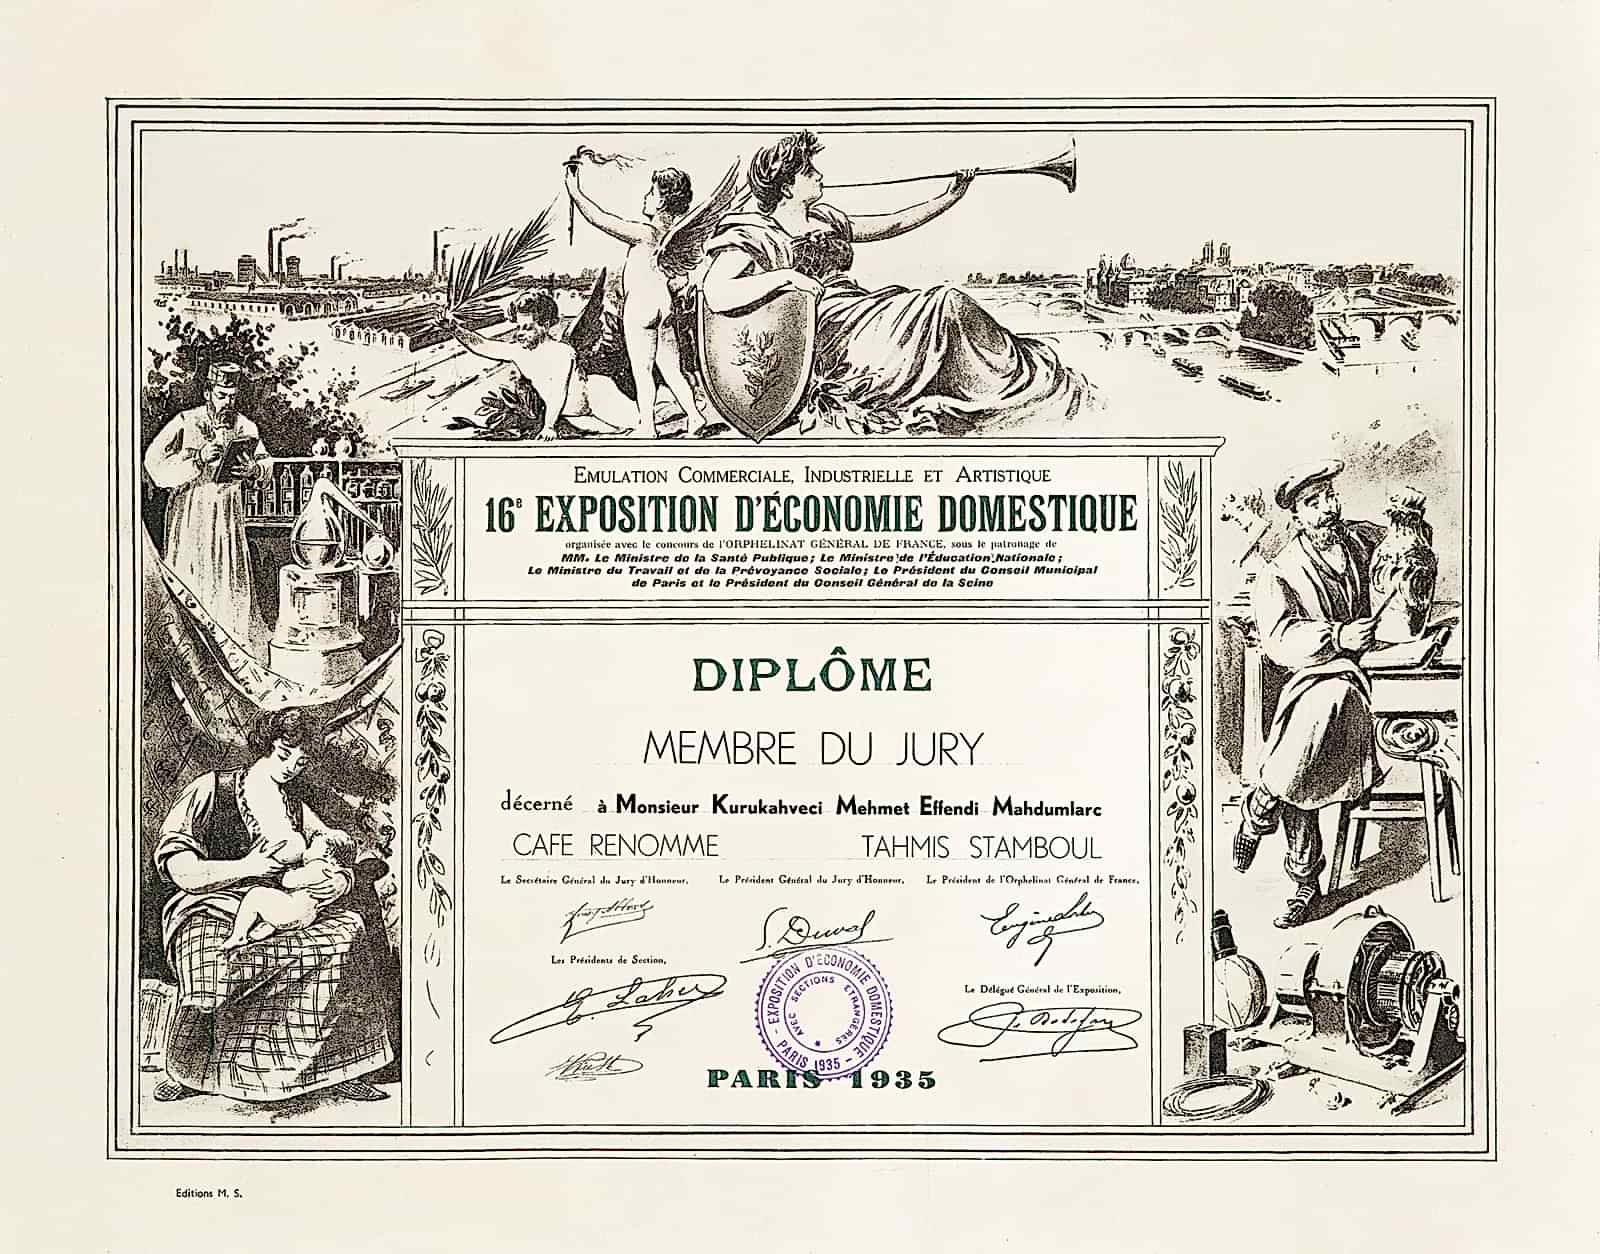 EMULATION COMMERCIALE, INDUSTRIELLE ET ARTISTIQUE
16e EXPOSITION D'ÉCONOMIE DOMESTIQUE
organisée avec le concours de l'ORPHELINAT GÉNÉRAL DE FRANCE, sous le patronage de
MM. Le Ministre de la Santé Publique; Le Ministre de l'Éducation Nationale;
Le Ministre du Travail et de la Prévoyance Sociale; Le Président du Conseil Municipal
de Paris et le Président du Conseil Général de la Seine
DIPLÔME
MEMBRE DU JURY
décerné à Monsieur Kurukahveci Mehmet Effendi Mahdumlarc
CAFE RENOMME TAHMIS STAMBOUL
Le Secrétaire Général du Jury d'Honneur, Le Président Général du Jury d'Honneur, Le Président de l'Orphelinat Général de France,
S. Duval
Les Présidents de Section,
Le Délégué Général de l'Exposition,
EXPOSITION D'ÉCONOMIE DOMESTIQUE - PARIS 1935 -
AVEC SECTIONS ETRANGÈRES
PARIS 1935
Editions M. S.